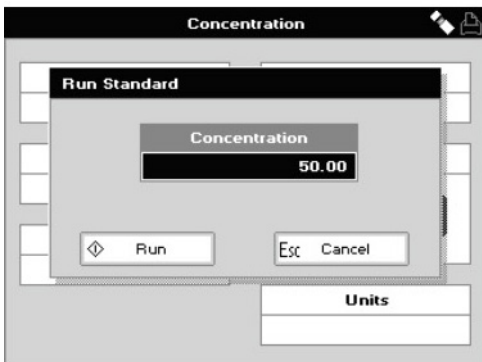 Concentration
Run Standard
Concentration
50.00
Run
Esc Cancel
Units